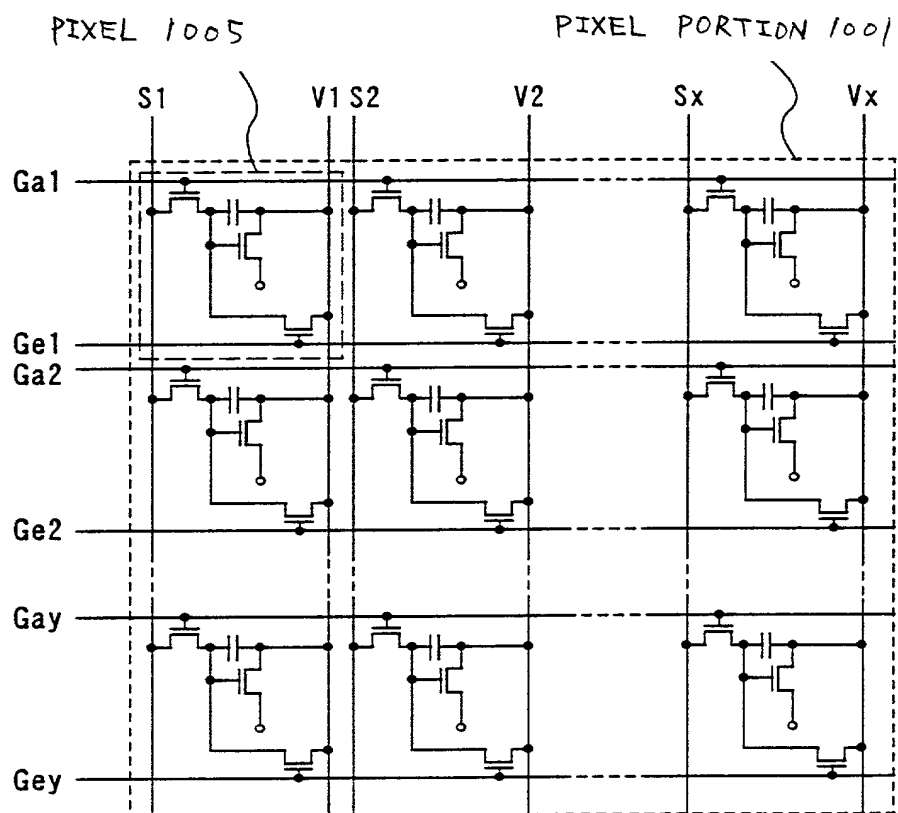 PIXEL 1005
PIXEL PORTION 1001
S1 V1 S2 V2 Sx Vx
Ga1
Ge1
Ga2
Ge2
Gay
Gey